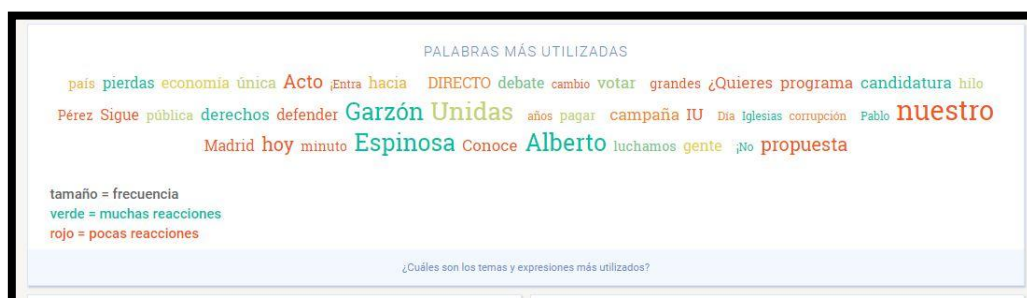 PALABRAS MÁS UTILIZADAS
país pierdas economía única Acto ¡Entra hacia DIRECTO debate cambio votar grandes ¿Quieres programa candidatura hilo
Pérez Sigue pública derechos defender Garzón Unidas años pagar campaña IU Día Iglesias corrupción Pablo nuestro
Madrid hoy minuto Espinosa Conoce Alberto luchamos gente ¡No propuesta
tamaño = frecuencia
verde = muchas reacciones
rojo = pocas reacciones
¿Cuáles son los temas y expresiones más utilizados?